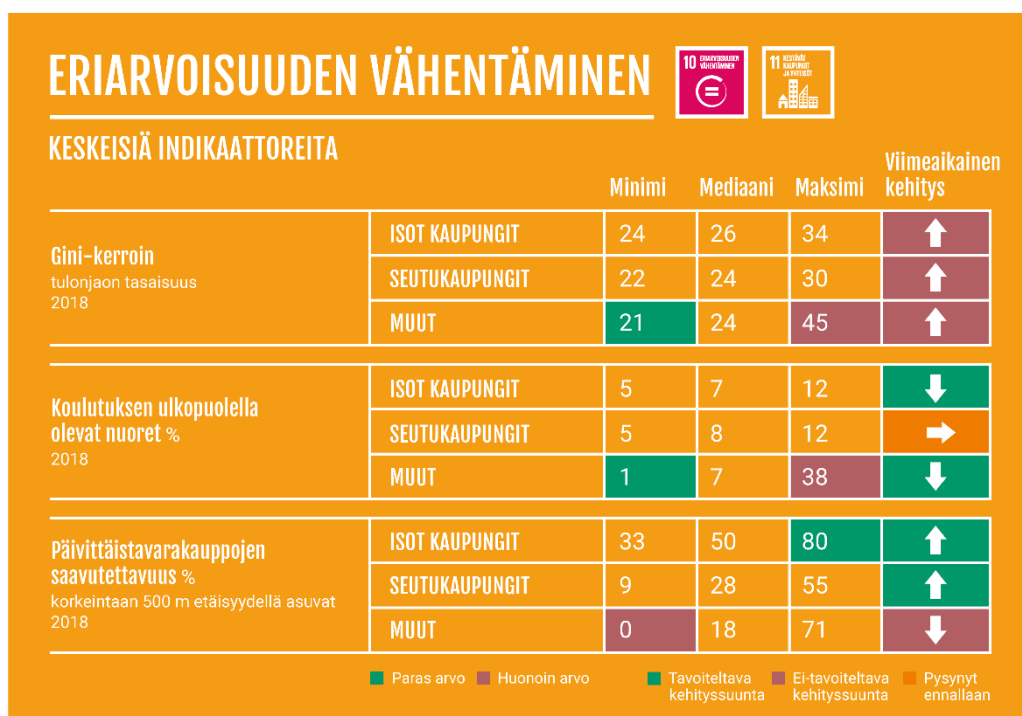 ERIARVOISUUDEN VÄHENTÄMINEN
10 ERIARVOISUUDEN
VÄHENTÄMINEN
11 KESTÄVÄT
KAUPUNGIT
JA YHTEISÖT
KESKEISIÄ INDIKAATTOREITA
Minimi Mediaani Maksimi Viimeaikainen
kehitys
Gini-kerroin
tulonjaon tasaisuus
2018
ISOT KAUPUNGIT 24 26 34
SEUTUKAUPUNGIT 22 24 30
MUUT 21 24 45
Koulutuksen ulkopuolella
olevat nuoret %
2018
ISOT KAUPUNGIT 5 7 12
SEUTUKAUPUNGIT 5 8 12
MUUT 1 7 38
Päivittäistavarakauppojen
saavutettavuus %
korkeintaan 500 m etäisyydellä asuvat
2018
ISOT KAUPUNGIT 33 50 80
SEUTUKAUPUNGIT 9 28 55
MUUT 0 18 71
Paras arvo
Huonoin arvo
Tavoiteltava
kehityssuunta
Ei-tavoiteltava
kehityssuunta
Pysynyt
ennallaan